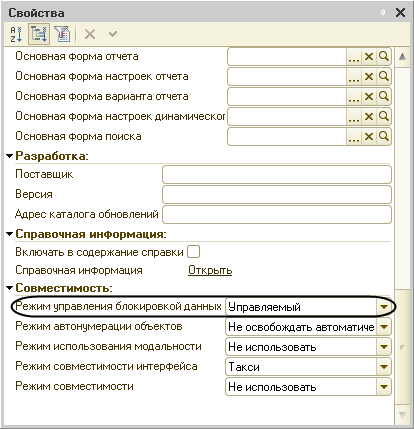 Свойства
Основная форма отчета
Основная форма настроек отчета
Основная форма варианта отчета
Основная форма настроек динамическог
Основная форма поиска
Разработка:
Поставщик
Версия
Адрес каталога обновлений
Справочная информация:
Включать в содержание справки
Справочная информация Открыть
Совместимость:
Режим управления блокировкой данных Управляемый
Режим автонумерации объектов Не освобождать автоматиче
Режим использования модальности Не использовать
Режим совместимости интерфейса Такси
Режим совместимости Не использовать